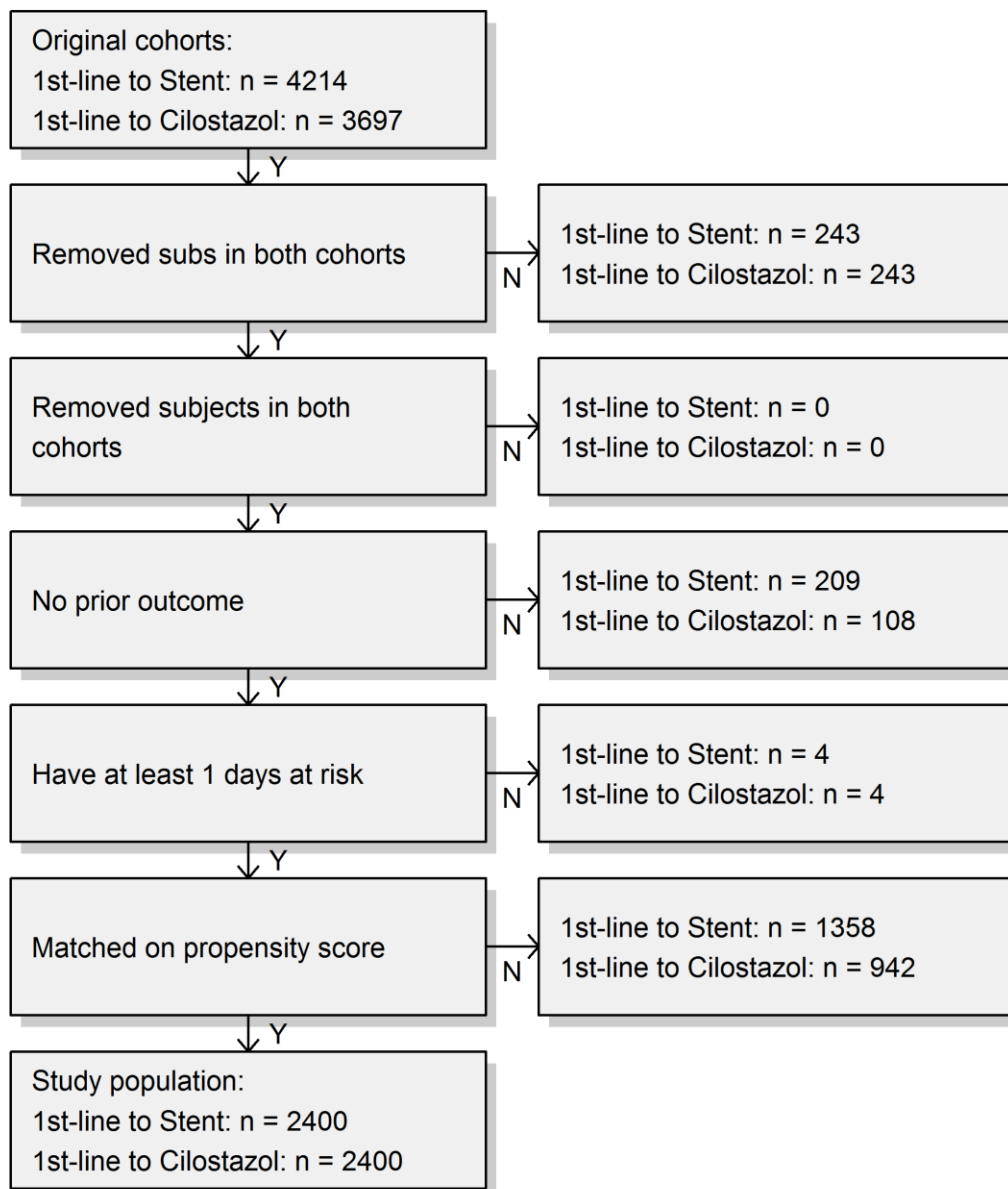 Original cohorts:
1st-line to Stent: n = 4214
1st-line to Cilostazol: n = 3697
Y
Removed subs in both cohorts
N
1st-line to Stent: n = 243
1st-line to Cilostazol: n = 243
Y
Removed subjects in both
cohorts
N
1st-line to Stent: n = 0
1st-line to Cilostazol: n = 0
Y
No prior outcome
N
1st-line to Stent: n = 209
1st-line to Cilostazol: n = 108
Y
Have at least 1 days at risk
N
1st-line to Stent: n = 4
1st-line to Cilostazol: n = 4
Y
Matched on propensity score
N
1st-line to Stent: n = 1358
1st-line to Cilostazol: n = 942
Y
Study population:
1st-line to Stent: n = 2400
1st-line to Cilostazol: n = 2400